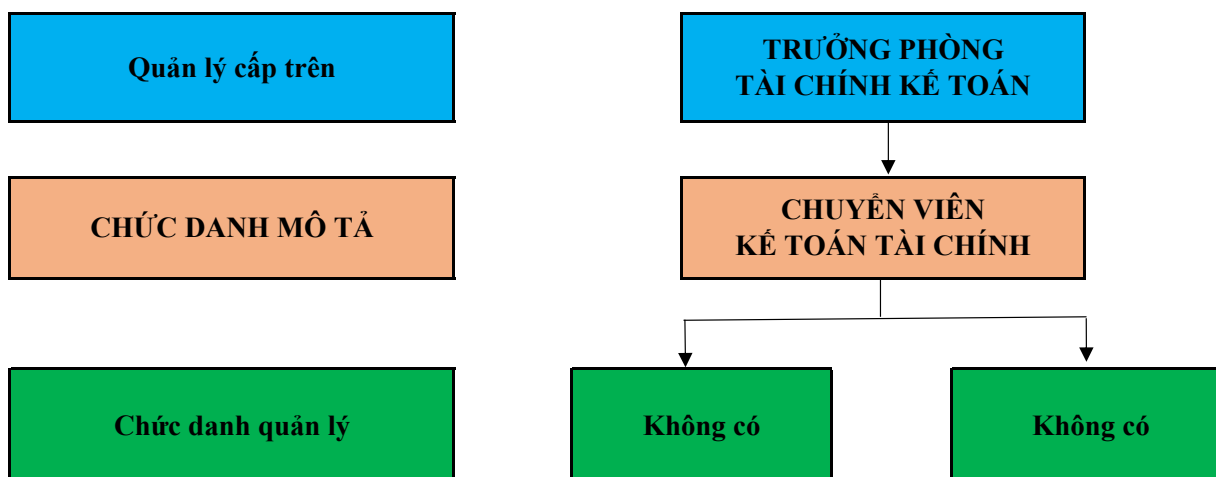 Quản lý cấp trên
TRƯỞNG PHÒNG
TÀI CHÍNH KẾ TOÁN
CHỨC DANH MÔ TẢ
CHUYỂN VIÊN
KẾ TOÁN TÀI CHÍNH
Chức danh quản lý
Không có
Không có